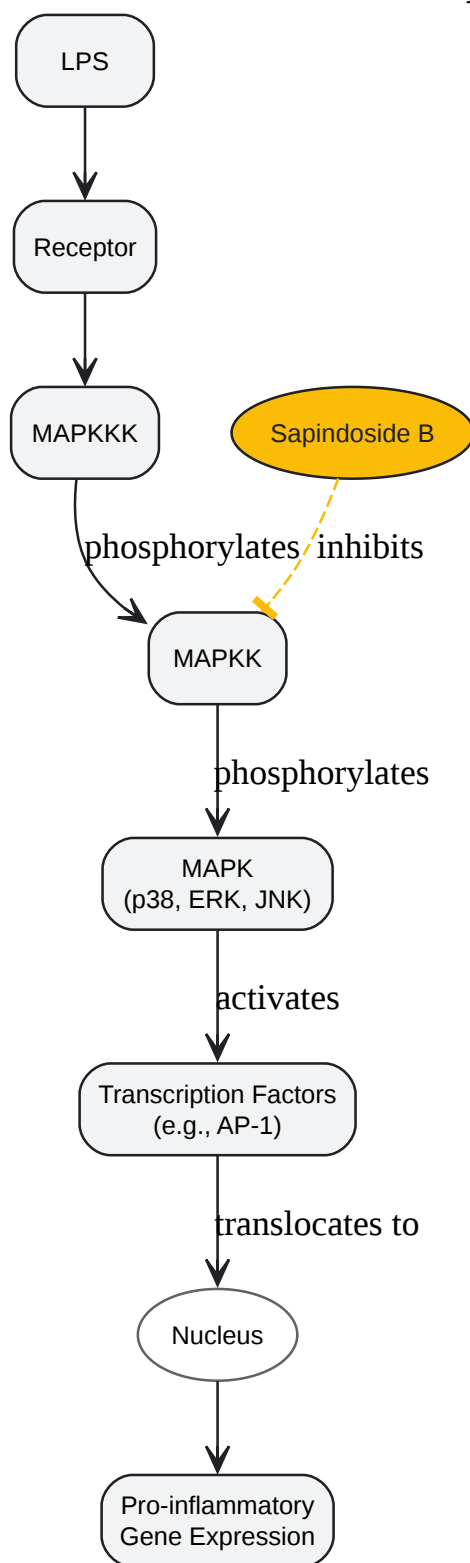 LPS
Receptor
MAPKKK
Sapindoside B
phosphorylates
inhibits
MAPKK
phosphorylates
MAPK
(p38, ERK, JNK)
activates
Transcription Factors
(e.g., AP-1)
translocates to
Nucleus
Pro-inflammatory
Gene Expression